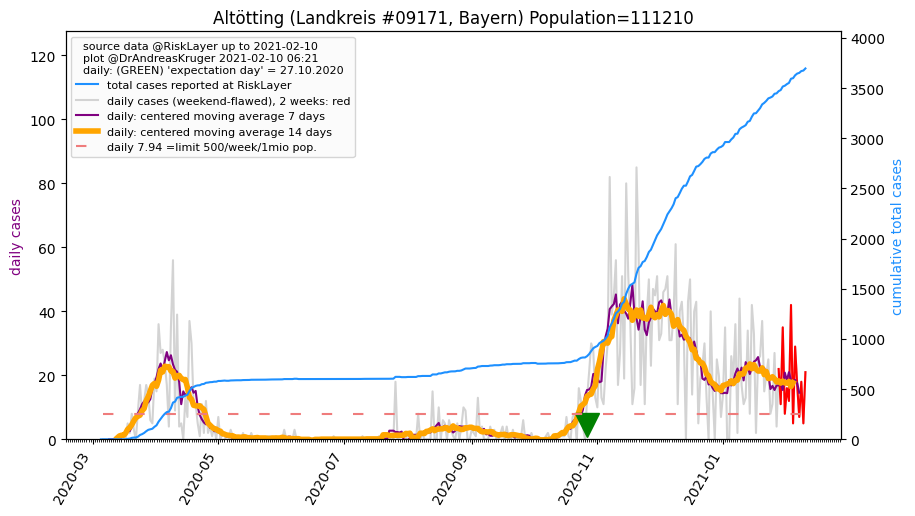 Altötting (Landkreis #09171, Bayern) Population=111210
source data @RiskLayer up to 2021-02-10
plot @DrAndreasKruger 2021-02-10 06:21
daily: (GREEN) 'expectation day' = 27.10.2020
total cases reported at RiskLayer
daily cases (weekend-flawed), 2 weeks: red
daily: centered moving average 7 days
daily: centered moving average 14 days
daily 7.94 =limit 500/week/1mio pop.
daily cases
120
100
80
60
40
20
0
4000
3500
3000
2500
2000
1500
1000
500
0
cumulative total cases
2020-03
2020-05
2020-07
2020-09
2020-11
2021-01